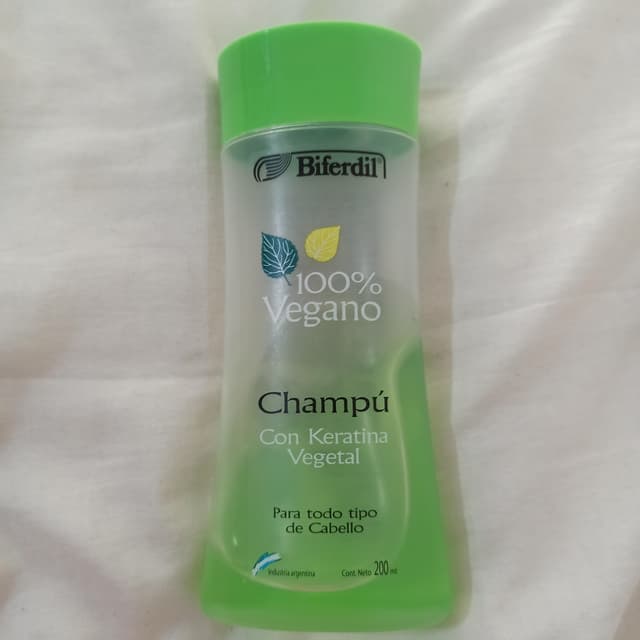 Biferdil
100%
Vegano
Champú
Con Keratina
Vegetal
Para todo tipo
de Cabello
Industria argentina
Cont. Neto 200 ml